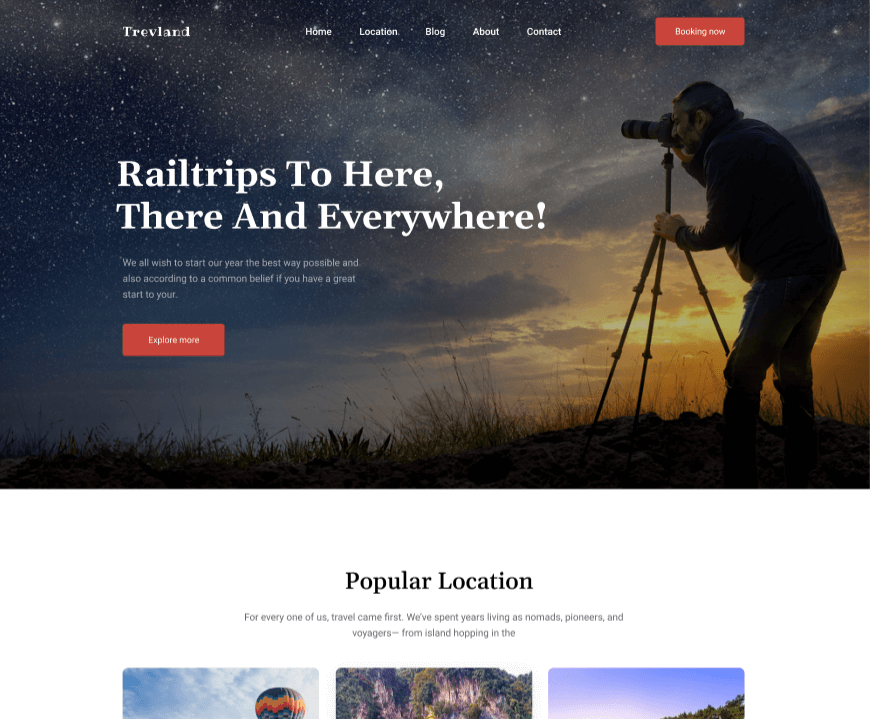 Trevland
Home Location Blog About Contact
Booking now
Railtrips To Here,
There And Everywhere!
We all wish to start our year the best way possible and
also according to a common belief if you have a great
start to your.
Explore more
Popular Location
For every one of us, travel came first. We've spent years living as nomads, pioneers, and
voyagers— from island hopping in the